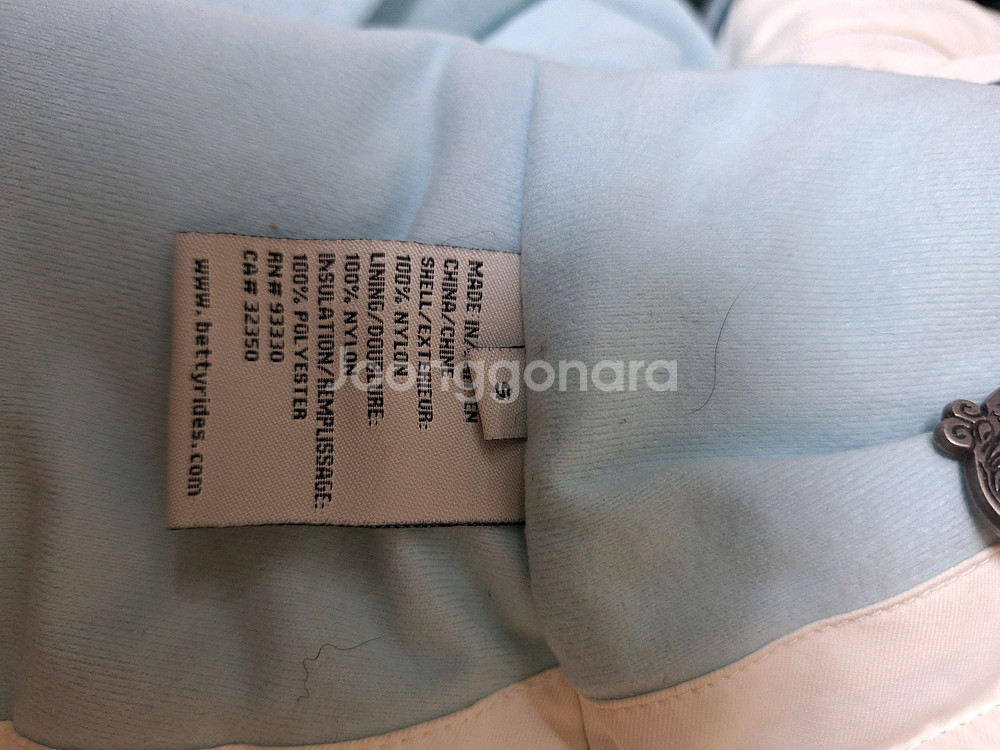 MADE IN/
CHINA/CHINE
SHELL/EXTERIEUR:
100% NYLON
LINING/DOUBLURE:
100% NYLON
INSULATION/REMPLISSAGE:
100% POLYESTER
RN# 93330
CA# 32350
www.bettyrides.com
S
Joonggonara